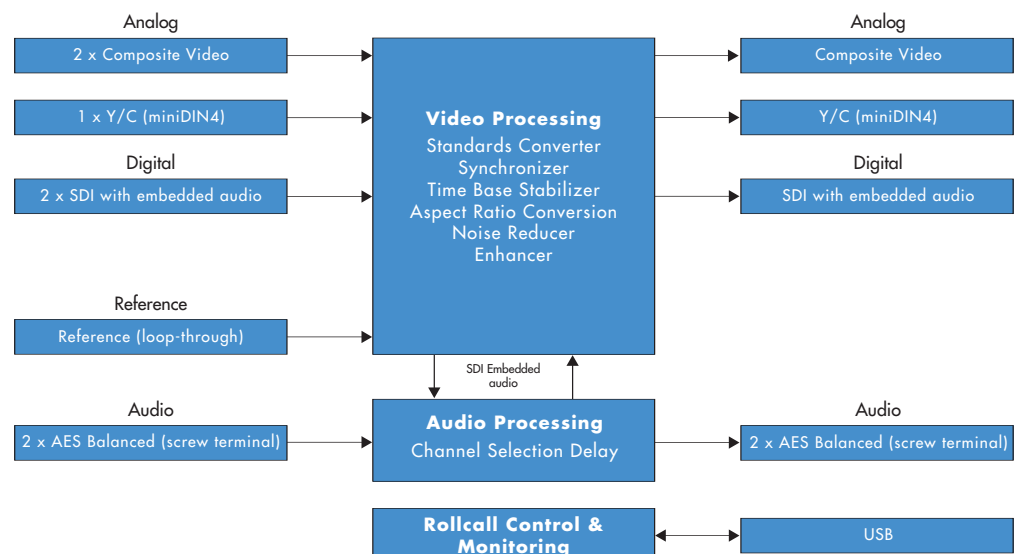 Analog
2 x Composite Video
1 x Y/C (miniDIN4)
Digital
2 x SDI with embedded audio
Reference
Reference (loop-through)
Audio
2 x AES Balanced (screw terminal)
Video Processing
Standards Converter
Synchronizer
Time Base Stabilizer
Aspect Ratio Conversion
Noise Reducer
Enhancer
SDI Embedded
audio
Audio Processing
Channel Selection Delay
Rollcall Control &
Monitoring
Analog
Composite Video
Y/C (miniDIN4)
Digital
SDI with embedded audio
Audio
2 x AES Balanced (screw terminal)
USB